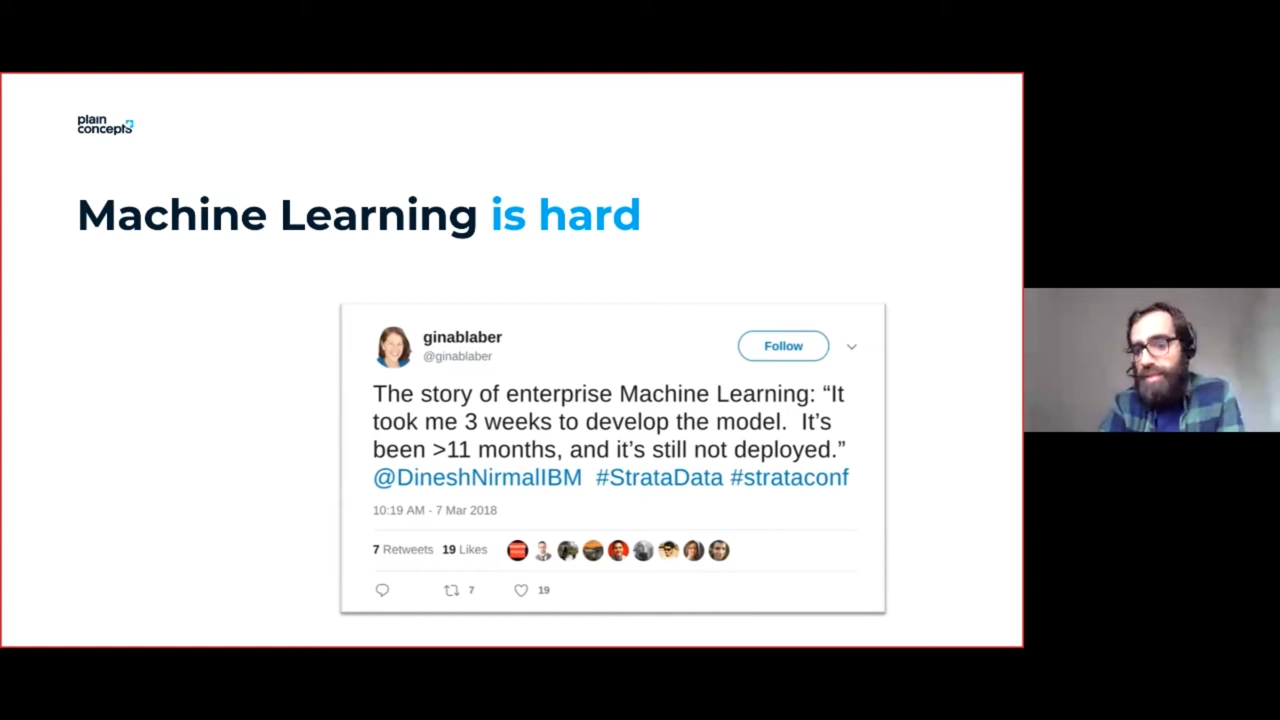 plain
concepts
Machine Learning is hard
ginablaber
@ginablaber
Follow
The story of enterprise Machine Learning: “It
took me 3 weeks to develop the model.  It’s
been >11 months, and it’s still not deployed.”
@DineshNirmalIBM  #StrataData #strataconf
10:19 AM - 7 Mar 2018
7 Retweets 19 Likes
7 19